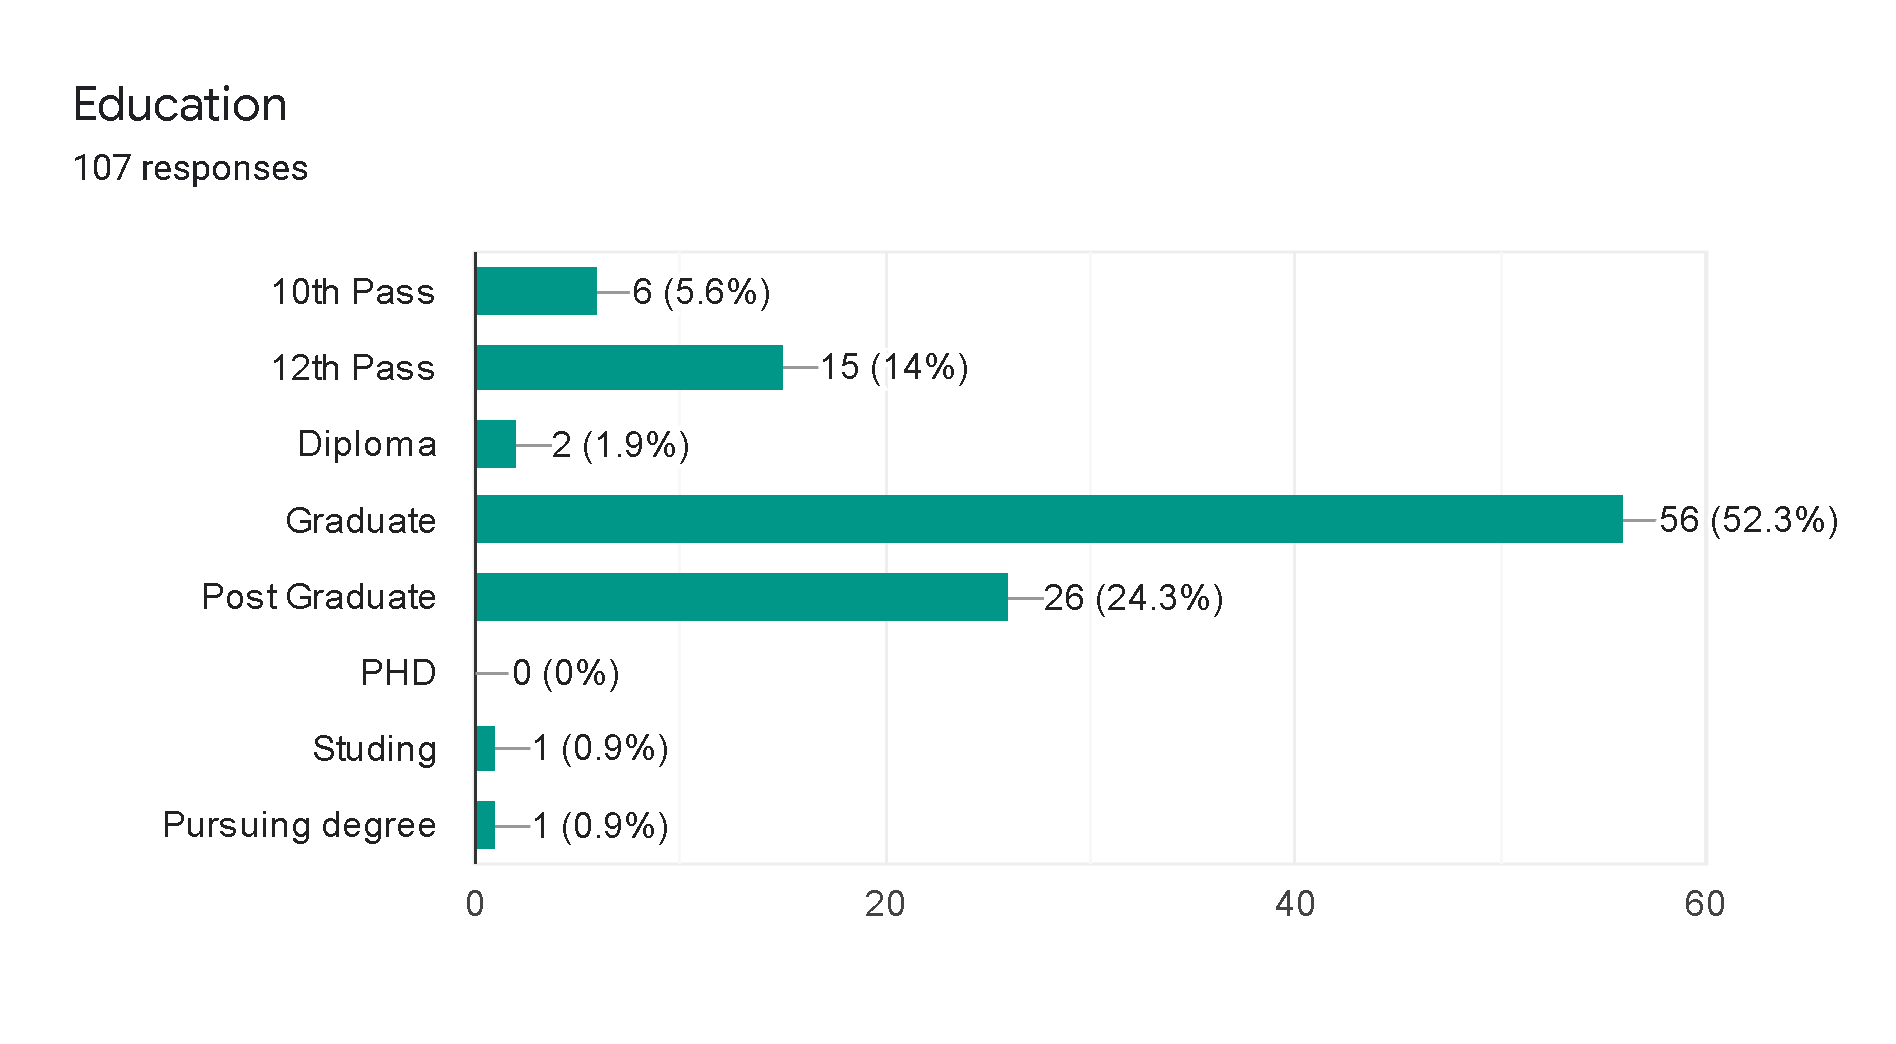 Education
107 responses
10th Pass 6 (5.6%)
12th Pass 15 (14%)
Diploma 2 (1.9%)
Graduate 56 (52.3%)
Post Graduate 26 (24.3%)
PHD 0 (0%)
Studing 1 (0.9%)
Pursuing degree 1 (0.9%)
0 20 40 60